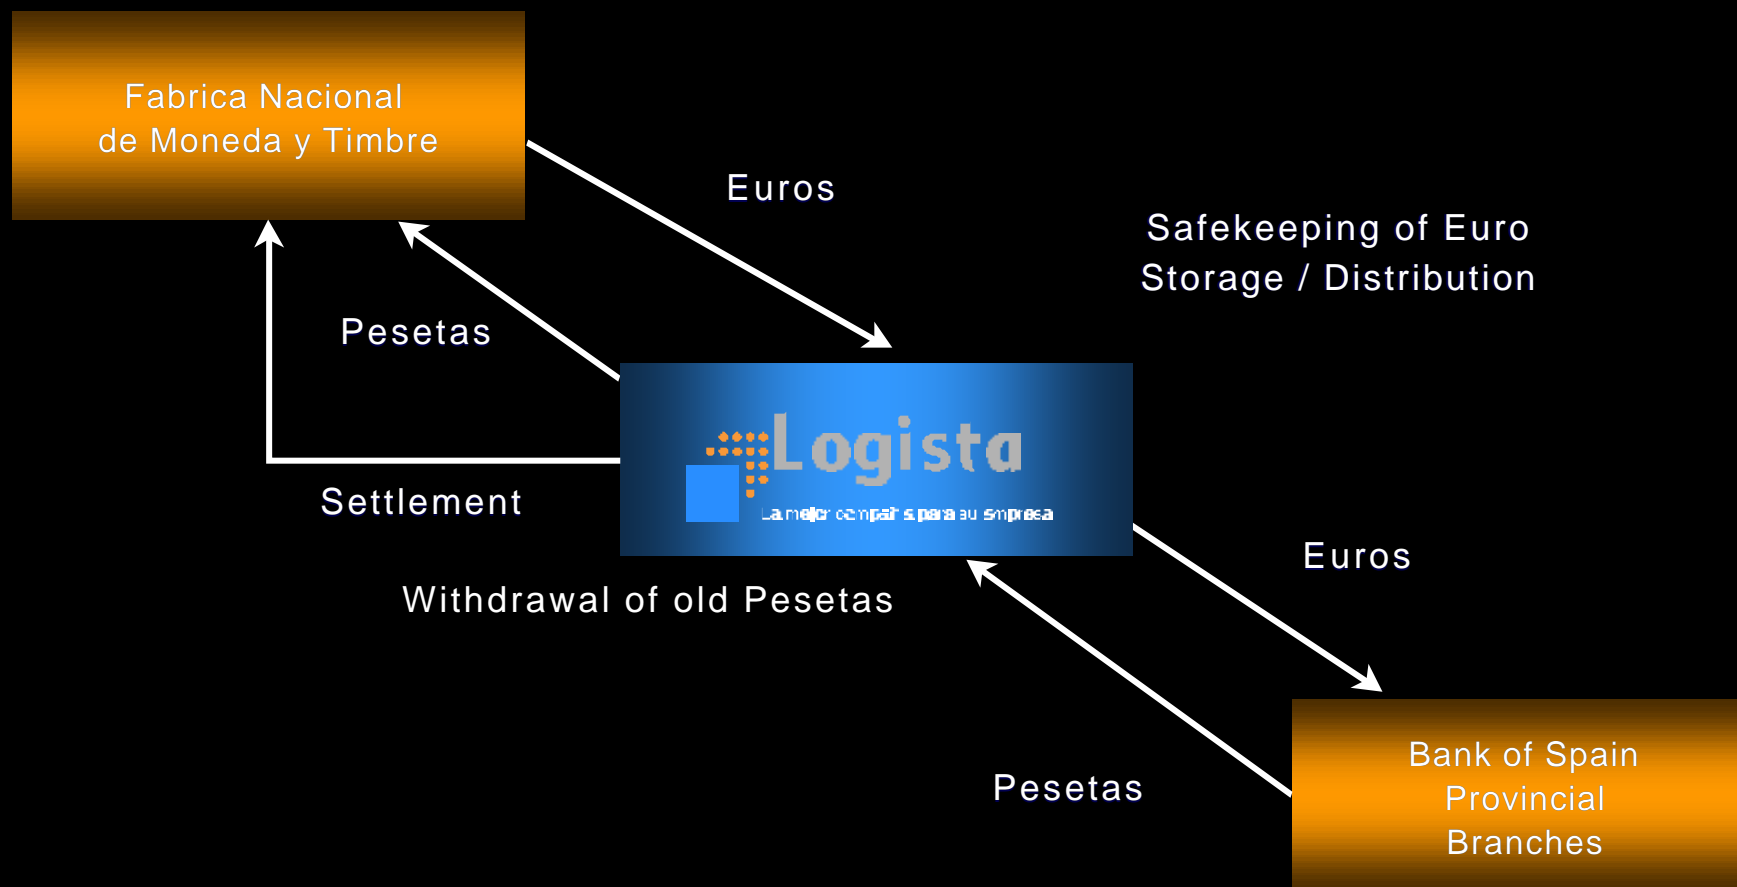 Fabrica Nacional
de Moneda y Timbre
Euros
Safekeeping of Euro
Storage / Distribution
Pesetas
Logista
Settlement
Euros
Withdrawal of old Pesetas
Pesetas
Bank of Spain
Provincial
Branches